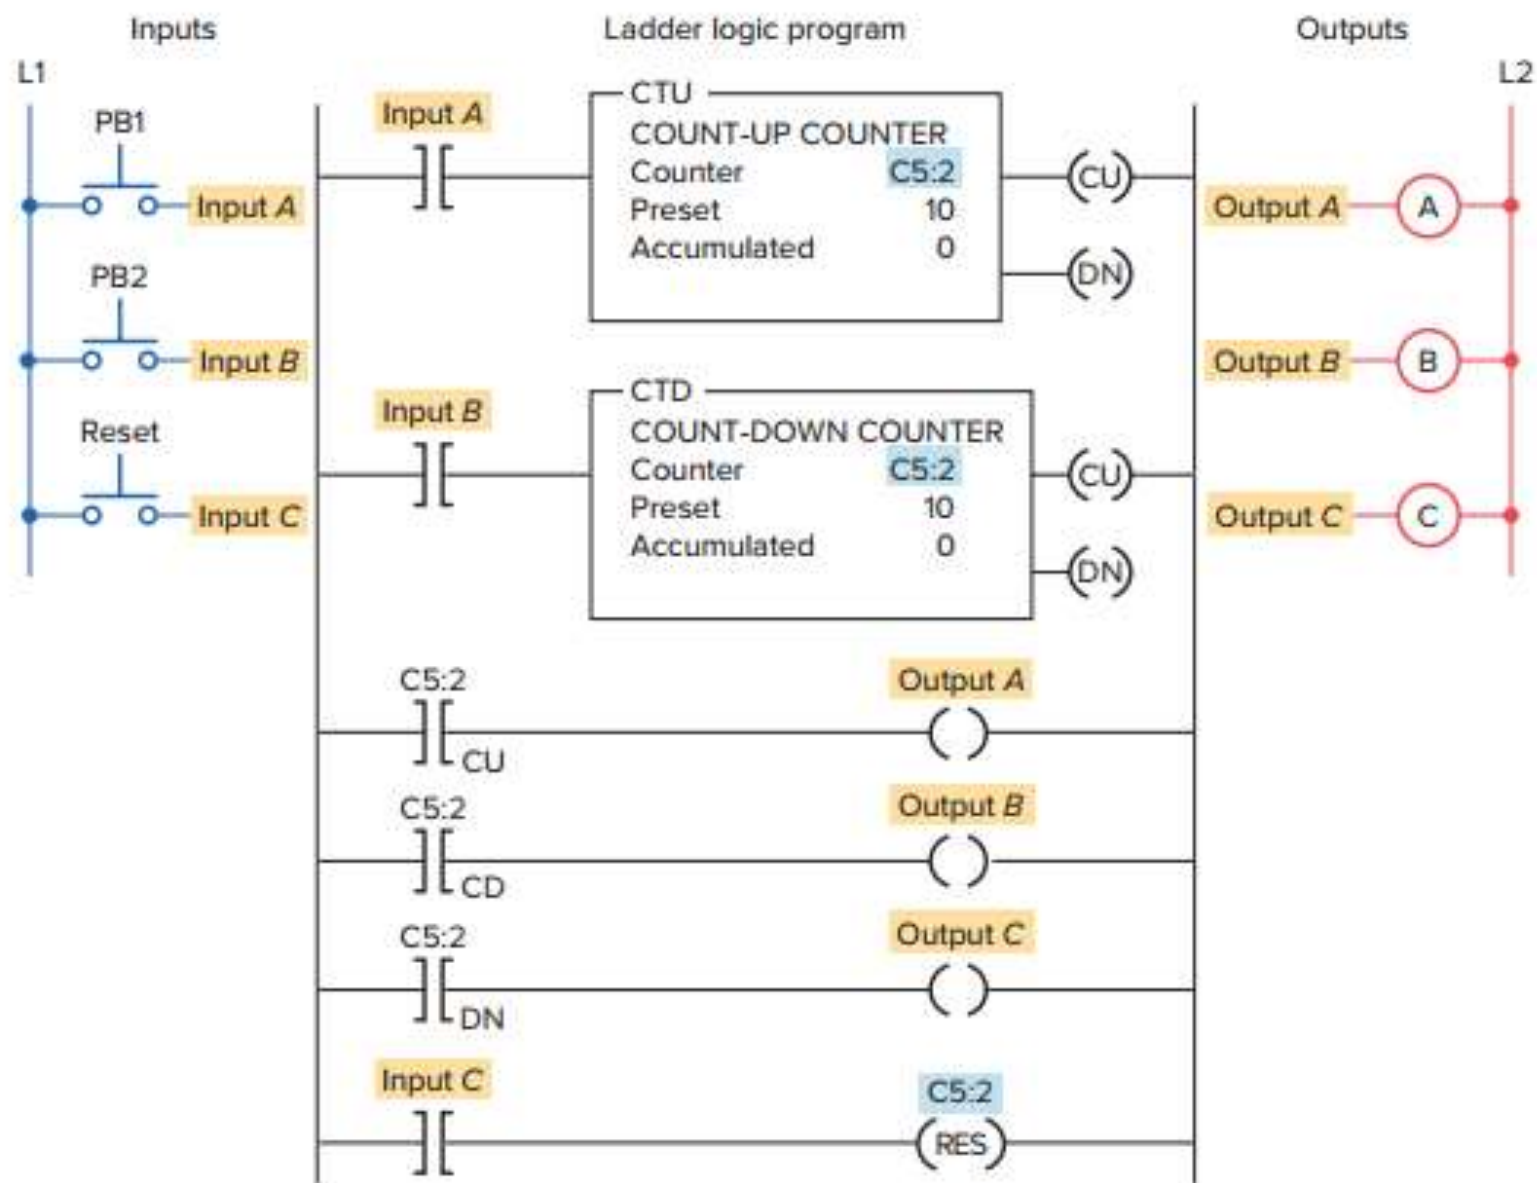 Inputs
Ladder logic program
Outputs
L1
L2
PB1
Input A
PB2
Input B
Reset
Input C
Input A
CTU
COUNT-UP COUNTER
Counter C5:2
Preset 10
Accumulated 0
CU
DN
Input B
CTD
COUNT-DOWN COUNTER
Counter C5:2
Preset 10
Accumulated 0
CU
DN
C5:2
CU
Output A
C5:2
CD
Output B
C5:2
DN
Output C
Input C
C5:2
RES
Output A A
Output B B
Output C C